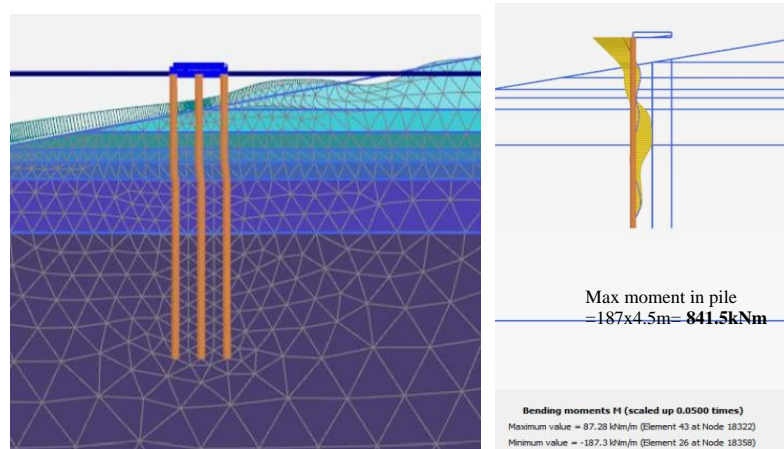 Max moment in pile
=187x4.5m= 841.5kNm
Bending moments M (scaled up 0.0500 times)
Maximum value = 87.28 kNm/m (Element 43 at Node 18322)
Minimum value = -187.3 kNm/m (Element 26 at Node 18358)